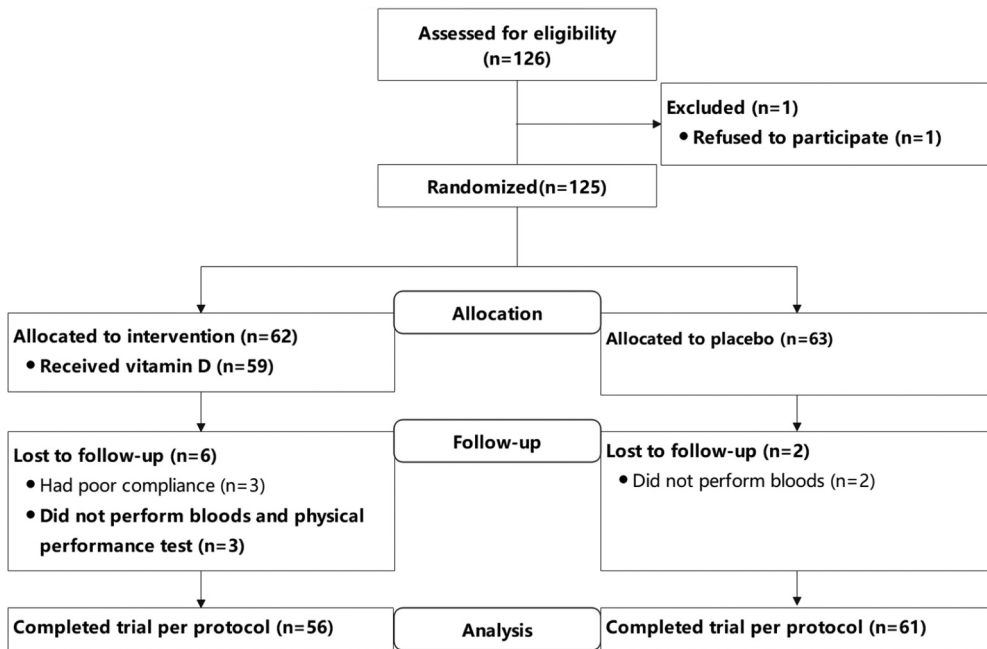 Assessed for eligibility
(n=126)
Excluded (n=1)
• Refused to participate (n=1)
Randomized(n=125)
Allocation
Allocated to intervention (n=62)
• Received vitamin D (n=59)
Allocated to placebo (n=63)
Follow-up
Lost to follow-up (n=6)
• Had poor compliance (n=3)
• Did not perform bloods and physical
performance test (n=3)
Lost to follow-up (n=2)
• Did not perform bloods (n=2)
Analysis
Completed trial per protocol (n=56)
Completed trial per protocol (n=61)